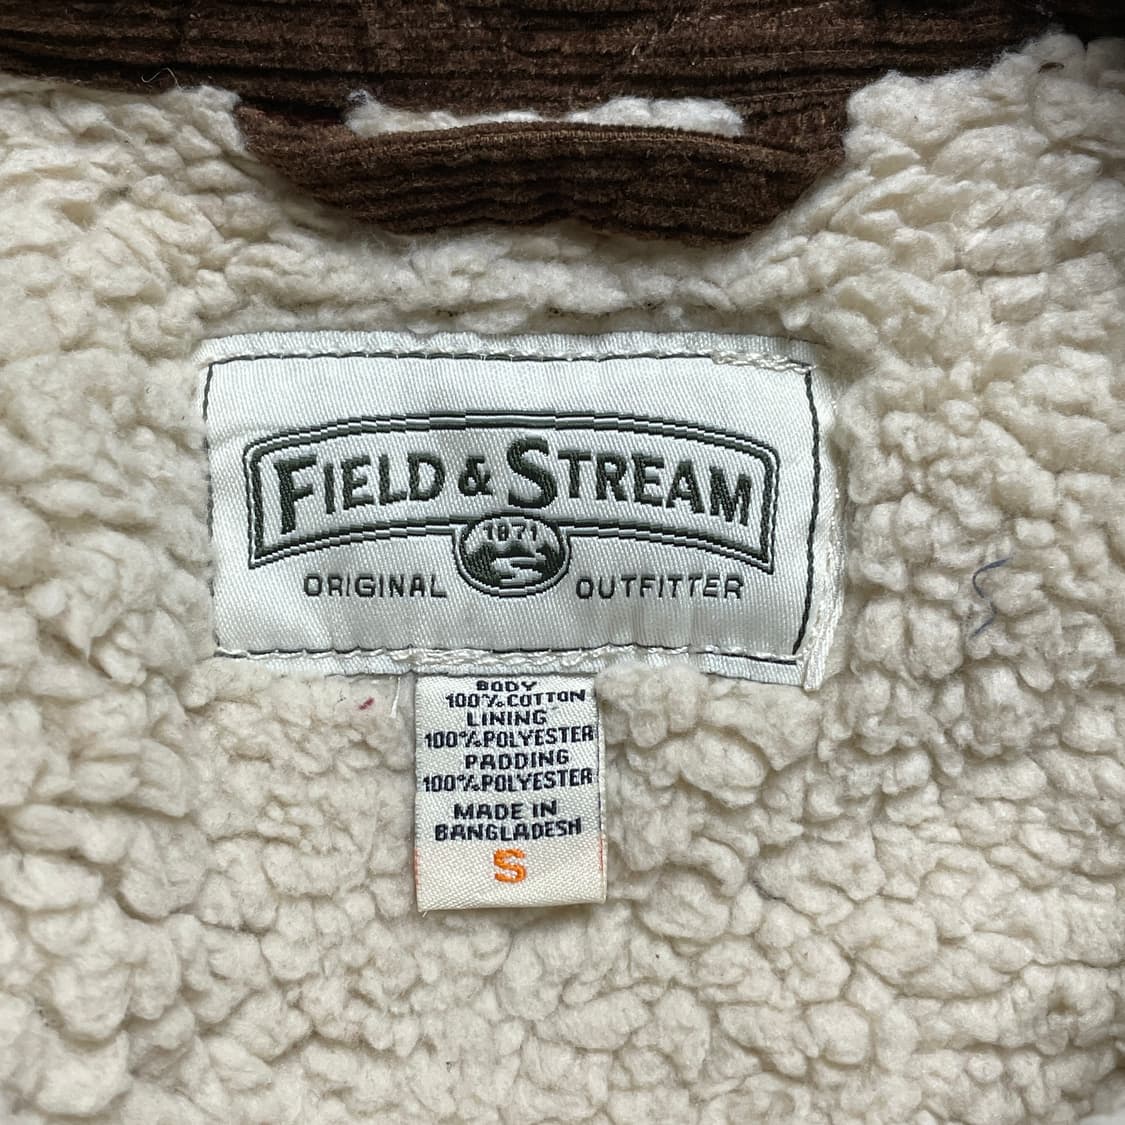 FIELD & STREAM
1871
ORIGINAL OUTFITTER
BODY
100% COTTON
LINING
100% POLYESTER
PADDING
100% POLYESTER
MADE IN
BANGLADESH
S